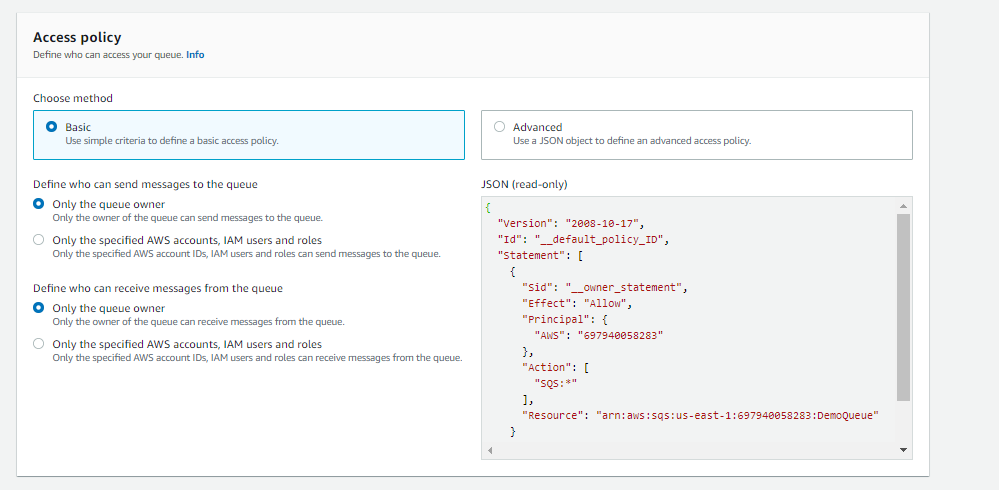 Access policy
Define who can access your queue. Info
Choose method
Basic
Use simple criteria to define a basic access policy.
Advanced
Use a JSON object to define an advanced access policy.
Define who can send messages to the queue
Only the queue owner
Only the owner of the queue can send messages to the queue.
Only the specified AWS accounts, IAM users and roles
Only the specified AWS account IDs, IAM users and roles can send messages to the queue.
Define who can receive messages from the queue
Only the queue owner
Only the owner of the queue can receive messages from the queue.
Only the specified AWS accounts, IAM users and roles
Only the specified AWS account IDs, IAM users and roles can receive messages from the queue.
JSON (read-only)
{
"Version": "2008-10-17",
"Id": "__default_policy_ID",
"Statement": [
{
"Sid": "__owner_statement",
"Effect": "Allow",
"Principal": {
"AWS": "697940058283"
},
"Action": [
"SQS:*"
],
"Resource": "arn:aws:sqs:us-east-1:697940058283:DemoQueue"
}